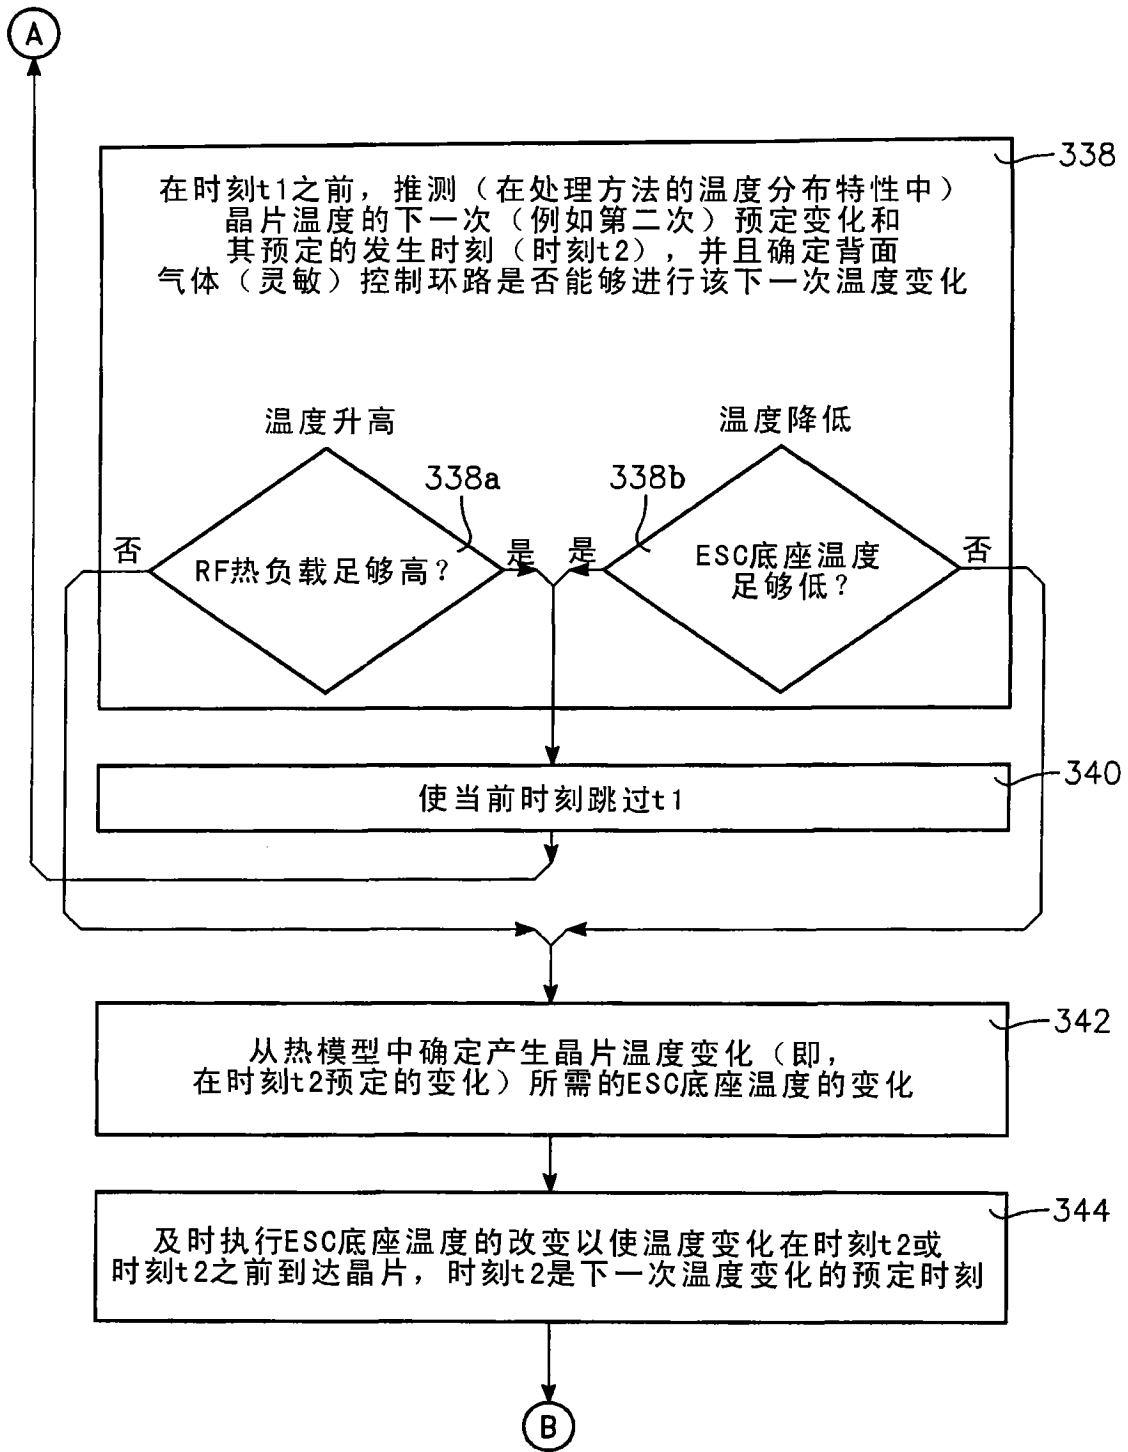 A
338
在时刻t1之前，推测（在处理方法的温度分布特性中）
晶片温度的下一次（例如第二次）预定变化和
其预定的发生时刻（时刻t2），并且确定背面
气体（灵敏）控制环路是否能够进行该下一次温度变化
温度升高
温度降低
338a
338b
否
RF热负载足够高？
是
是
ESC底座温度
足够低？
否
340
使当前时刻跳过t1
342
从热模型中确定产生晶片温度变化（即，
在时刻t2预定的变化）所需的ESC底座温度的变化
344
及时执行ESC底座温度的改变以使温度变化在时刻t2或
时刻t2之前到达晶片，时刻t2是下一次温度变化的预定时刻
B